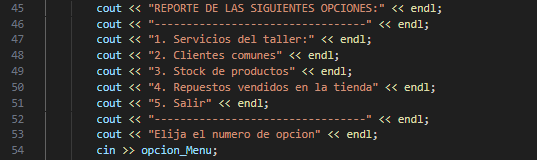 45 cout << "REPORTE DE LAS SIGUIENTES OPCIONES:" << endl;
46 cout << "---------------------------------" << endl;
47 cout << "1. Servicios del taller:" << endl;
48 cout << "2. Clientes comunes" << endl;
49 cout << "3. Stock de productos" << endl;
50 cout << "4. Repuestos vendidos en la tienda" << endl;
51 cout << "5. Salir" << endl;
52 cout << "---------------------------------" << endl;
53 cout << "Elija el numero de opcion" << endl;
54 cin >> opcion_Menu;